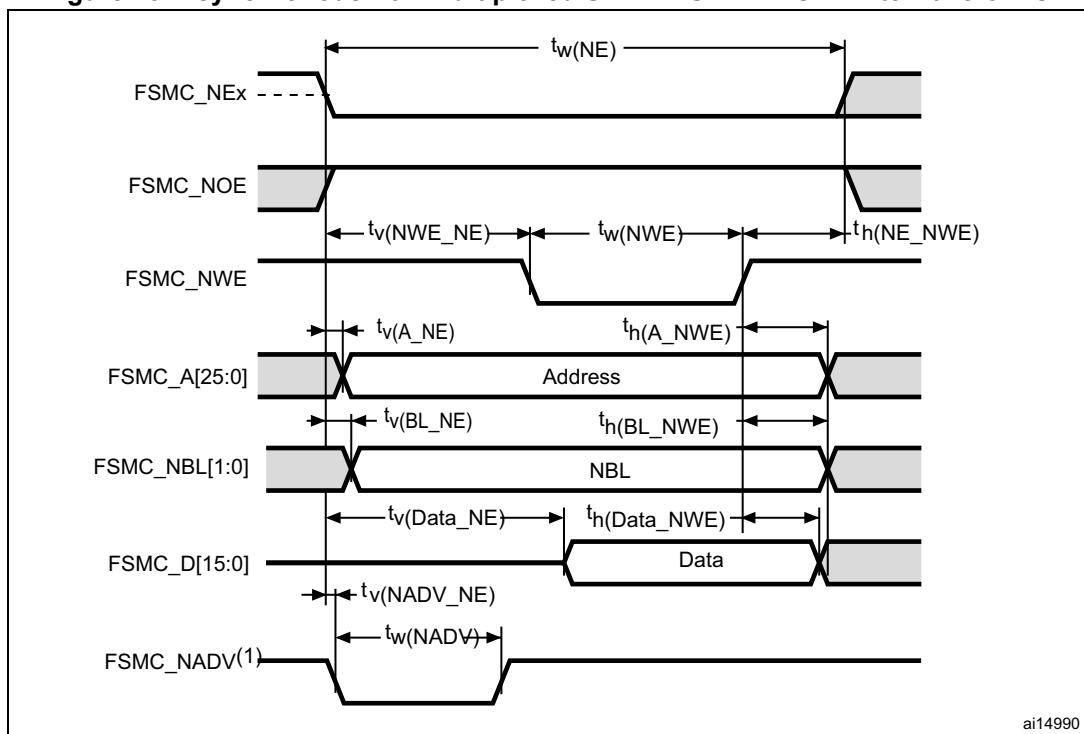 tw(NE)
FSMC_NEx
FSMC_NOE
tv(NWE_NE)
tw(NWE)
th(NE_NWE)
FSMC_NWE
tv(A_NE)
th(A_NWE)
FSMC_A[25:0]
Address
tv(BL_NE)
th(BL_NWE)
FSMC_NBL[1:0]
NBL
tv(Data_NE)
th(Data_NWE)
FSMC_D[15:0]
Data
tv(NADV_NE)
tw(NADV)
FSMC_NADV(1)
ai14990